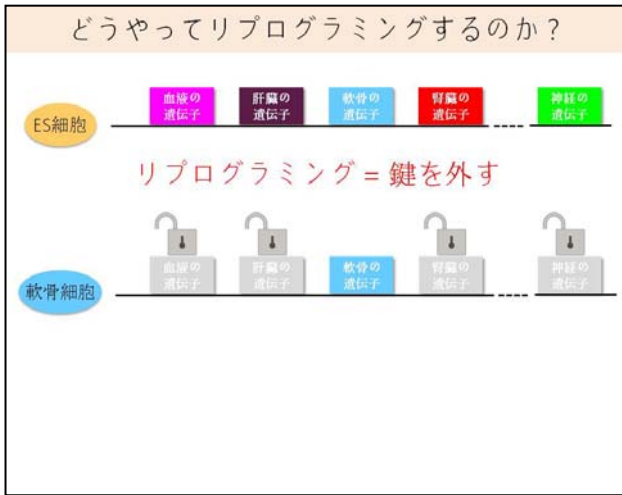 どうやってリプログラミングするのか？
血液の
遺伝子
肝臓の
遺伝子
軟骨の
遺伝子
腎臓の
遺伝子
神経の
遺伝子
ES細胞
リプログラミング = 鍵を外す
血液の
遺伝子
肝臓の
遺伝子
軟骨の
遺伝子
腎臓の
遺伝子
神経の
遺伝子
軟骨細胞